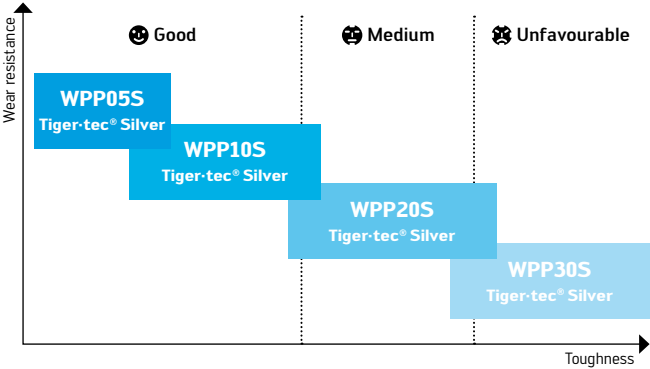 Wear resistance
Good
Medium
Unfavourable
WPP05S
Tiger·tec® Silver
WPP10S
Tiger·tec® Silver
WPP20S
Tiger·tec® Silver
WPP30S
Tiger·tec® Silver
Toughness